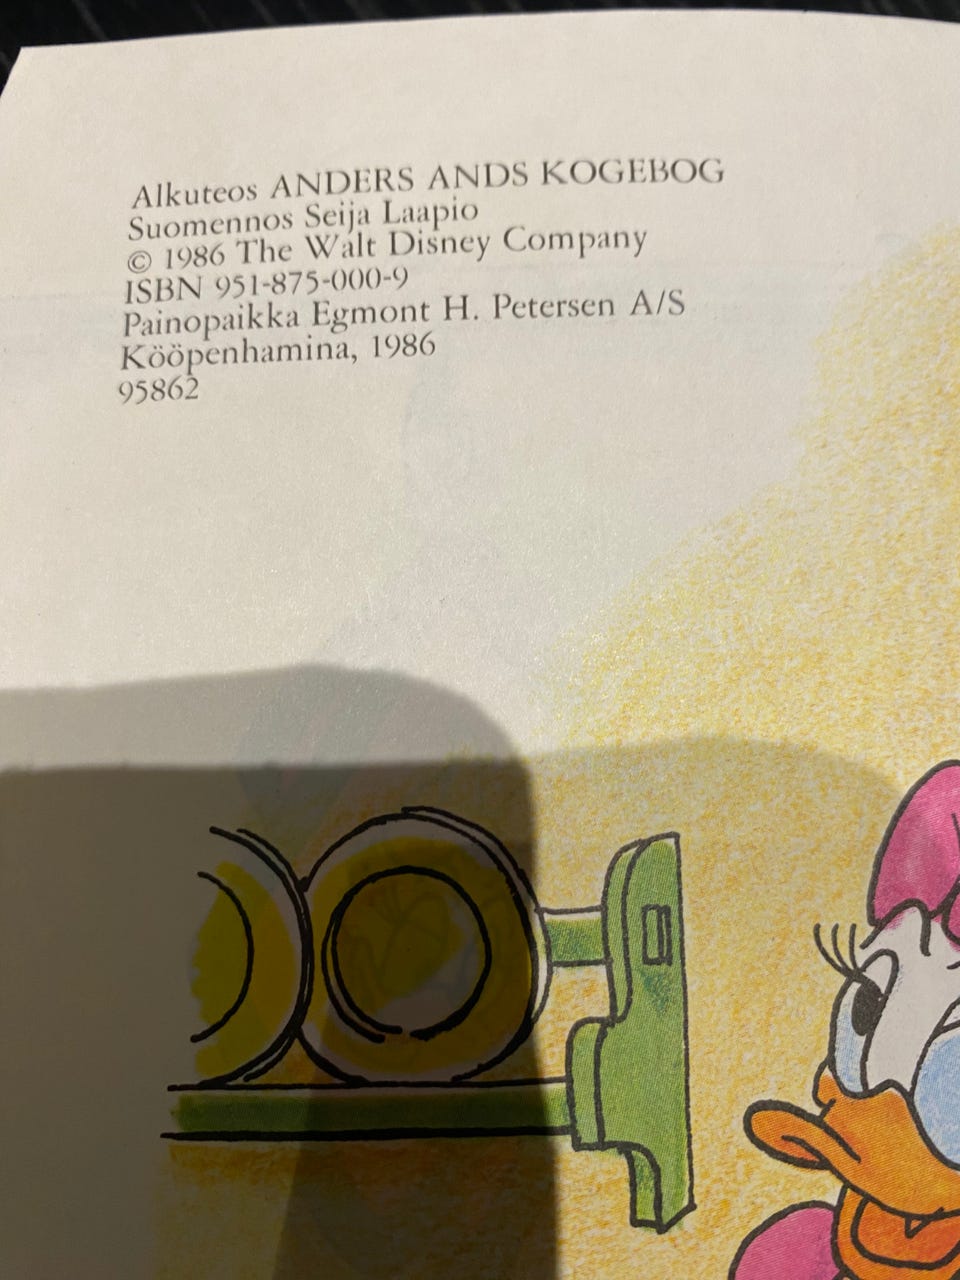 Alkuteos ANDERS ANDS KOGEBOG
Suomennos Seija Laapio
© 1986 The Walt Disney Company
ISBN 951-875-000-9
Painopaikka Egmont H. Petersen A/S
Kööpenhamina, 1986
95862